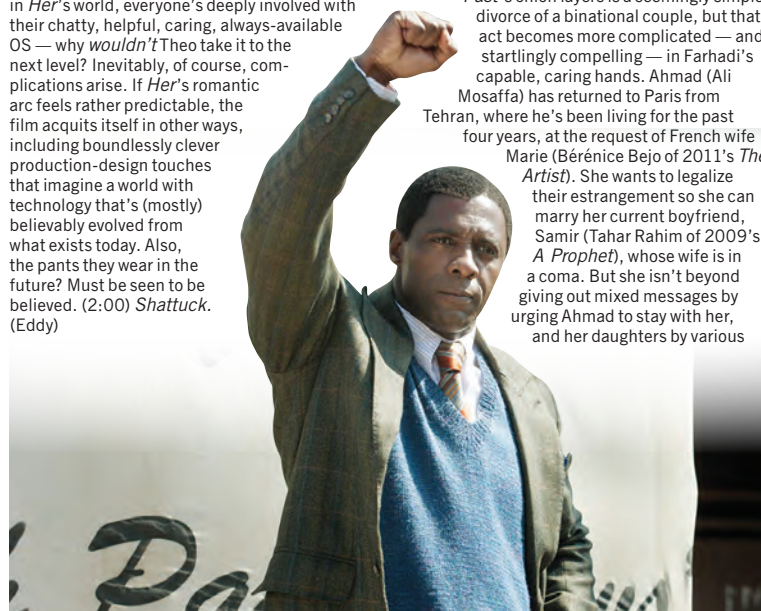 in Her's world, everyone's deeply involved with
their chatty, helpful, caring, always-available
OS — why wouldn't Theo take it to the
next level? Inevitably, of course, com-
plications arise. If Her's romantic
arc feels rather predictable, the
film acquits itself in other ways,
including boundlessly clever
production-design touches
that imagine a world with
technology that's (mostly)
believably evolved from
what exists today. Also,
the pants they wear in the
future? Must be seen to be
believed. (2:00) Shattuck.
(Eddy)
divorce of a binational couple, but that
act becomes more complicated — and
startlingly compelling — in Farhadi's
capable, caring hands. Ahmad (Ali
Mosaffa) has returned to Paris from
Tehran, where he's been living for the past
four years, at the request of French wife
Marie (Bérénice Bejo of 2011's The
Artist). She wants to legalize
their estrangement so she can
marry her current boyfriend,
Samir (Tahar Rahim of 2009's
A Prophet), whose wife is in
a coma. But she isn't beyond
giving out mixed messages by
urging Ahmad to stay with her,
and her daughters by various